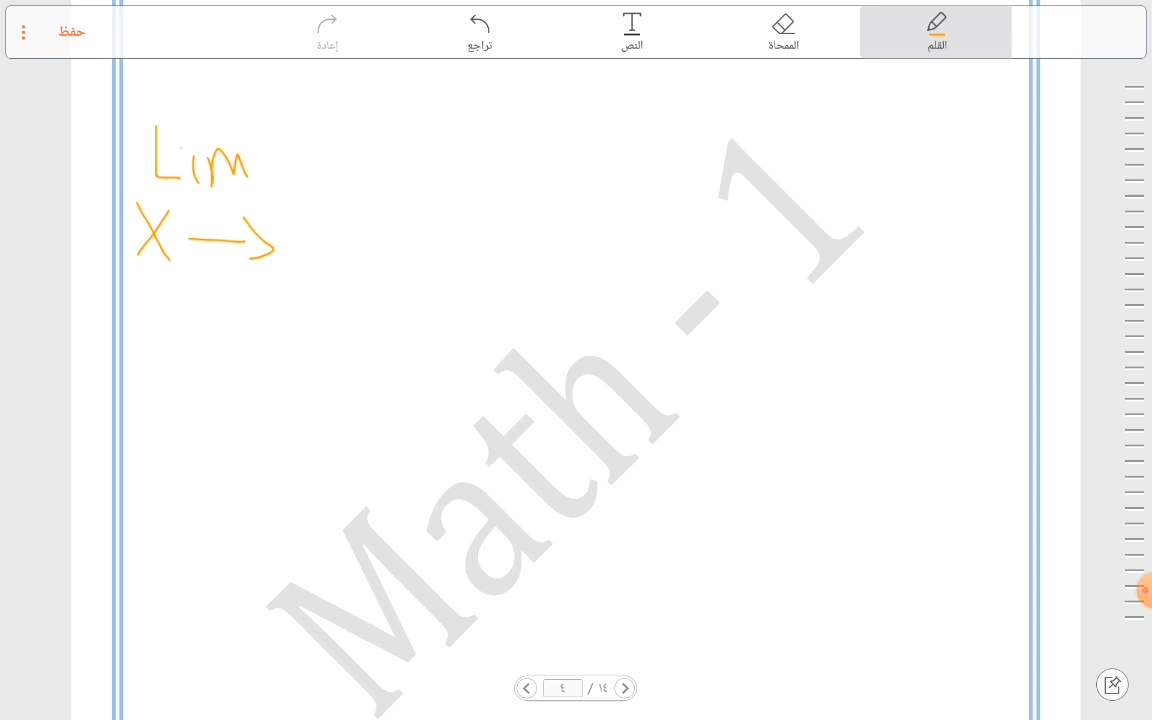 حفظ
إعادة
تراجع
النص
الممحاة
القلم
Lim
X →
Math - 1
٤ / ١٤